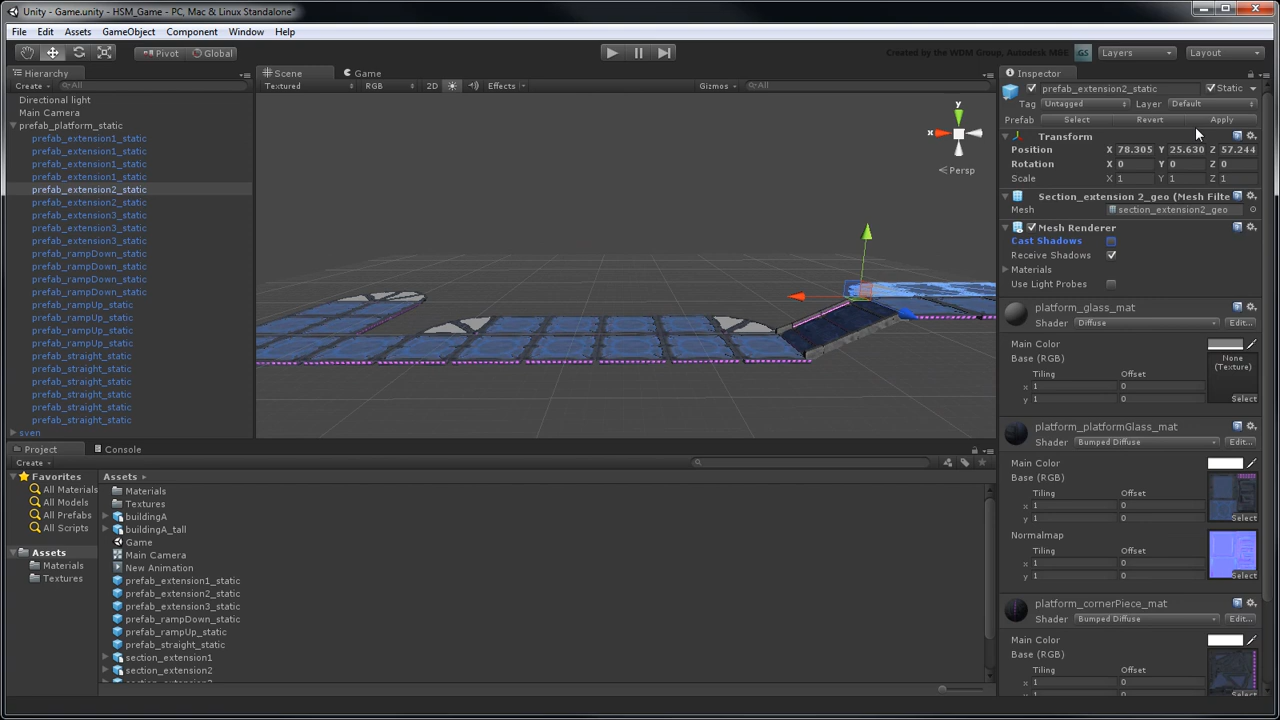 Unity - Game.unity - HSM_Game - PC, Mac & Linux Standalone*
File Edit Assets GameObject Component Window Help
Pivot Global Created by the WDM Group, Autodesk M&E GS Layers Layout
Hierarchy
Create All
Directional light
Main Camera
prefab_platform_static
prefab_extension1_static
prefab_extension1_static
prefab_extension1_static
prefab_extension1_static
prefab_extension2_static
prefab_extension2_static
prefab_extension3_static
prefab_extension3_static
prefab_extension3_static
prefab_rampDown_static
prefab_rampDown_static
prefab_rampDown_static
prefab_rampDown_static
prefab_rampUp_static
prefab_rampUp_static
prefab_rampUp_static
prefab_rampUp_static
prefab_straight_static
prefab_straight_static
prefab_straight_static
prefab_straight_static
prefab_straight_static
prefab_straight_static
sven
Scene Game
Textured RGB 2D Effects Gizmos All
y
x
z
Persp
Project Console
Create
Favorites
All Materials
All Models
All Prefabs
All Scripts
Assets
Materials
Textures
Assets
Materials
Textures
buildingA
buildingA_tall
Game
Main Camera
New Animation
prefab_extension1_static
prefab_extension2_static
prefab_extension3_static
prefab_rampDown_static
prefab_rampUp_static
prefab_straight_static
section_extension1
section_extension2
Inspector
prefab_extension2_static Static
Tag Untagged Layer Default
Prefab Select Revert Apply
Transform
Position X 78.305 Y 25.630 Z 57.244
Rotation X 0 Y 0 Z 0
Scale X 1 Y 1 Z 1
Section_extension 2_geo (Mesh Filte
Mesh section_extension2_geo
Mesh Renderer
Cast Shadows
Receive Shadows
Materials
Use Light Probes
platform_glass_mat
Shader Diffuse Edit...
Main Color
Base (RGB) None (Texture)
Tiling Offset
x 1 0
y 1 0
Select
platform_platformGlass_mat
Shader Bumped Diffuse Edit...
Main Color
Base (RGB)
Tiling Offset
x 1 0
y 1 0
Select
Normalmap
Tiling Offset
x 1 0
y 1 0
Select
platform_cornerPiece_mat
Shader Bumped Diffuse Edit...
Main Color
Base (RGB)
Tiling Offset
x 1 0
Select